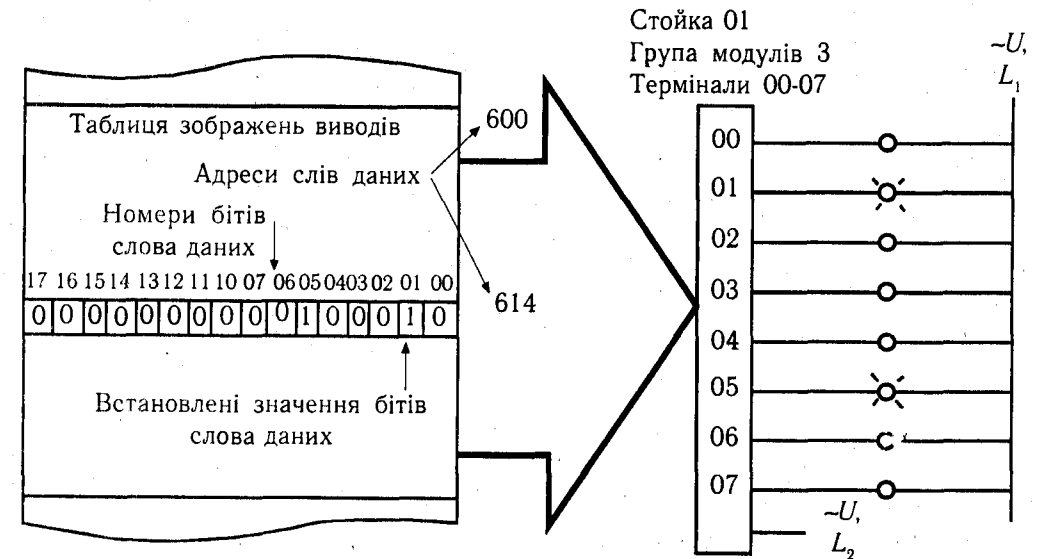 Стойка 01
Група модулів 3
Термінали 00-07
~U,
L₁
Таблиця зображень виводів
600
Адреси слів даних
Номери бітів
слова даних
17 16 15 14 13 12 11 10 07 06 05 04 03 02 01 00
0 0 0 0 0 0 0 0 0 0 1 0 0 0 1 0
614
Встановлені значення бітів
слова даних
00
01
02
03
04
05
06
07
~U,
L₂